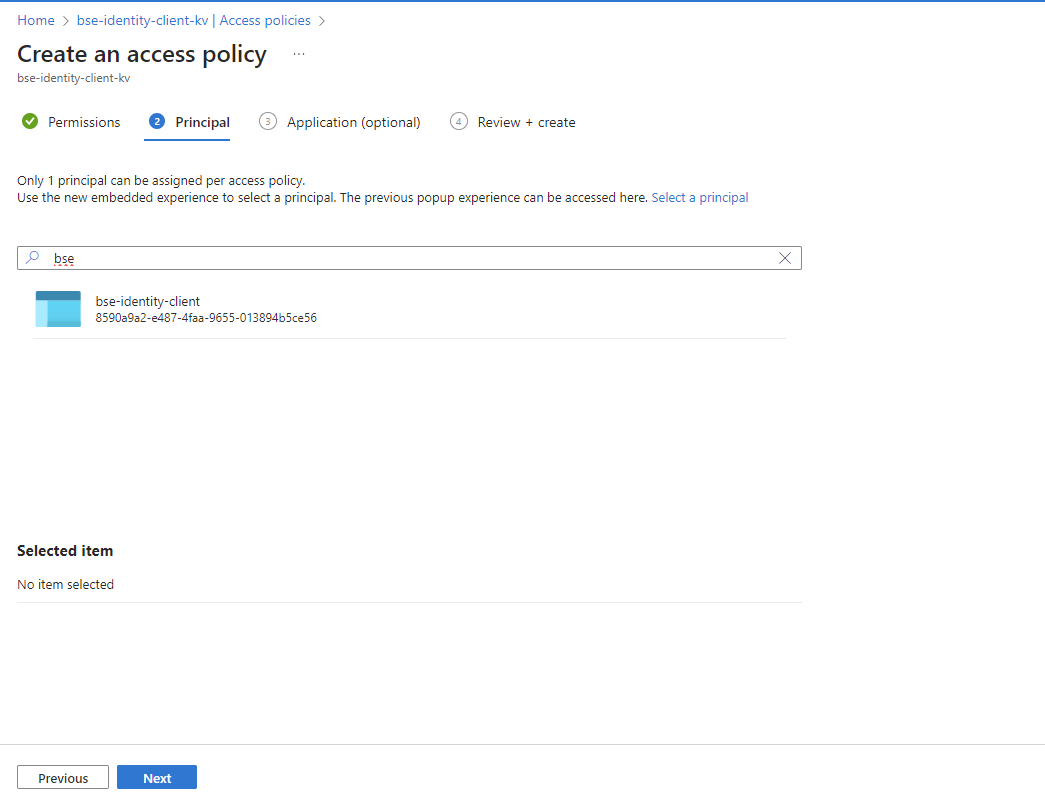 Home > bse-identity-client-kv | Access policies >
Create an access policy ...
bse-identity-client-kv
Permissions 2 Principal 3 Application (optional) 4 Review + create
Only 1 principal can be assigned per access policy.
Use the new embedded experience to select a principal. The previous popup experience can be accessed here. Select a principal
bse
bse-identity-client
8590a9a2-e487-4faa-9655-013894b5ce56
Selected item
No item selected
Previous Next